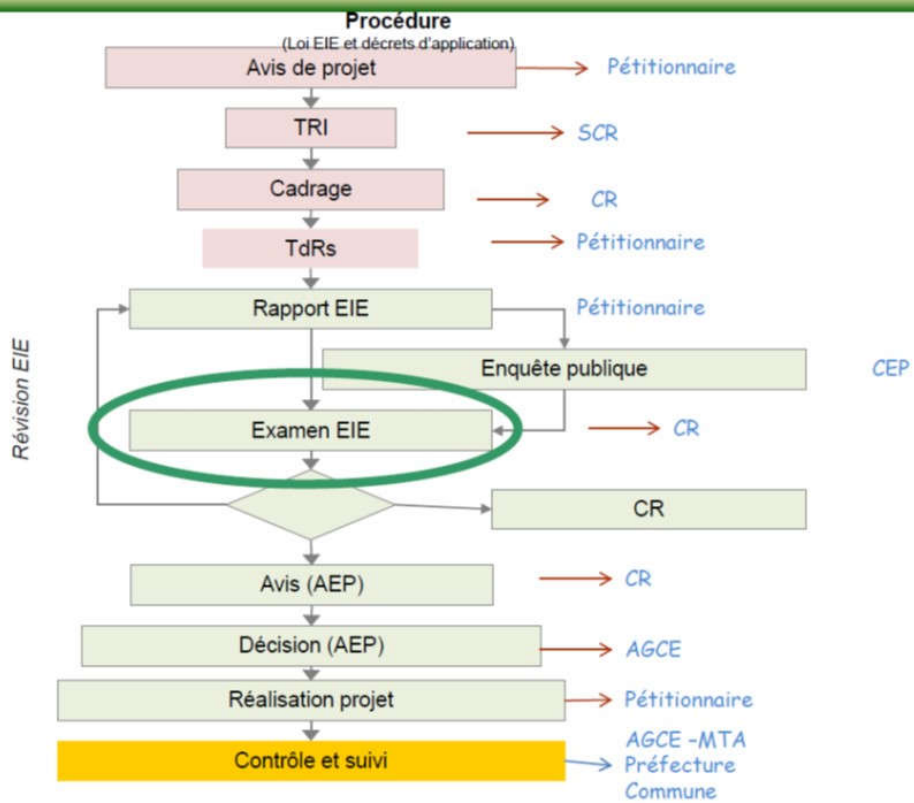 Procédure
(Loi EIE et décrets d'application)
Avis de projet
Pétitionnaire
TRI
SCR
Cadrage
CR
TdRs
Pétitionnaire
Rapport EIE
Pétitionnaire
Révision EIE
Enquête publique
CEP
Examen EIE
CR
CR
Avis (AEP)
CR
Décision (AEP)
AGCE
Réalisation projet
Pétitionnaire
Contrôle et suivi
AGCE -MTA
Préfecture
Commune